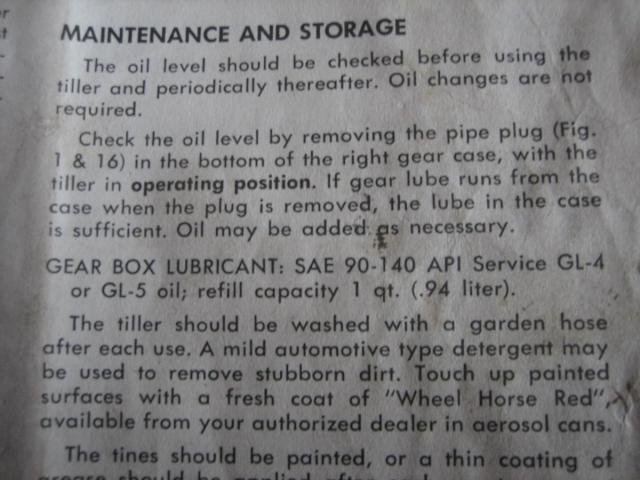 MAINTENANCE AND STORAGE
The oil level should be checked before using the
tiller and periodically thereafter. Oil changes are not
required.
Check the oil level by removing the pipe plug (Fig.
1 & 16) in the bottom of the right gear case, with the
tiller in operating position. If gear lube runs from the
case when the plug is removed, the lube in the case
is sufficient. Oil may be added as necessary.
GEAR BOX LUBRICANT: SAE 90-140 API Service GL-4
or GL-5 oil; refill capacity 1 qt. (.94 liter).
The tiller should be washed with a garden hose
after each use. A mild automotive type detergent may
be used to remove stubborn dirt. Touch up painted
surfaces with a fresh coat of "Wheel Horse Red",
available from your authorized dealer in aerosol cans.
The tines should be painted, or a thin coating of
grease should be applied after